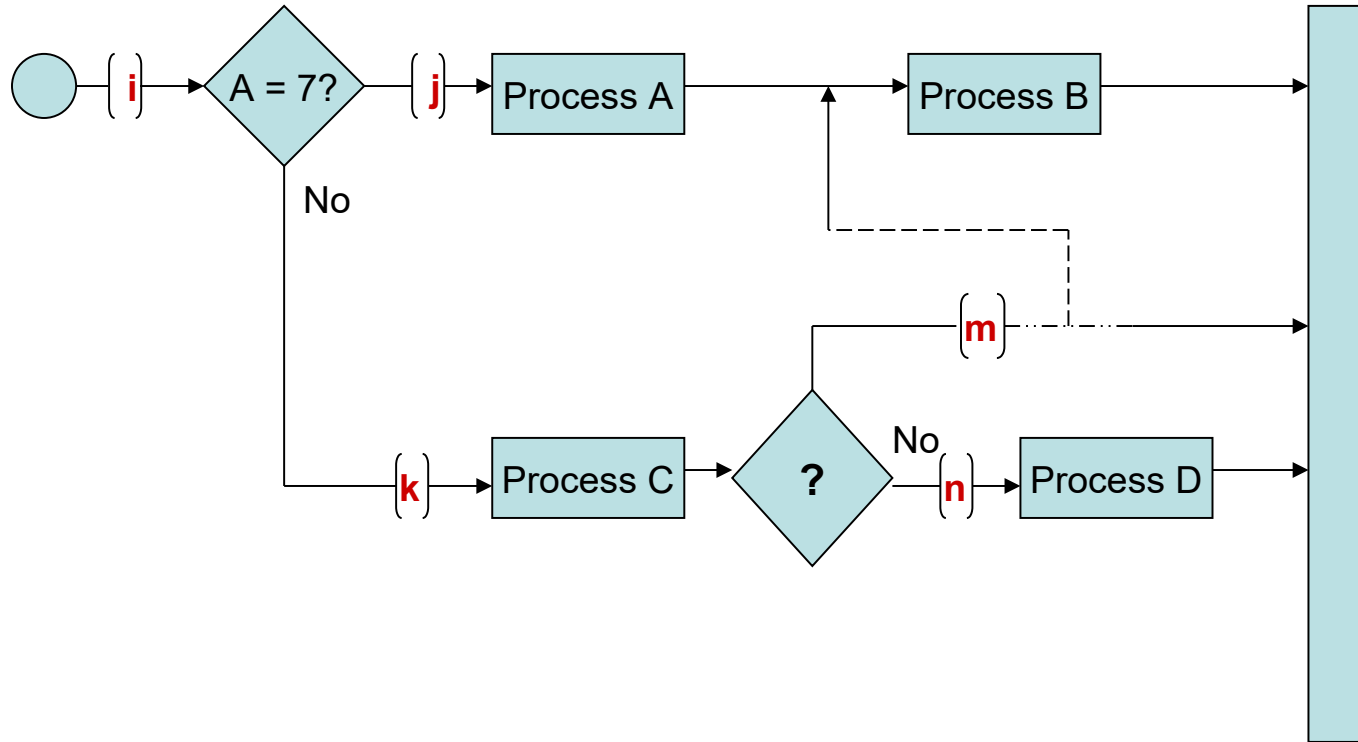 i
A = 7?
j
Process A
Process B
No
m
No
k
Process C
?
n
Process D